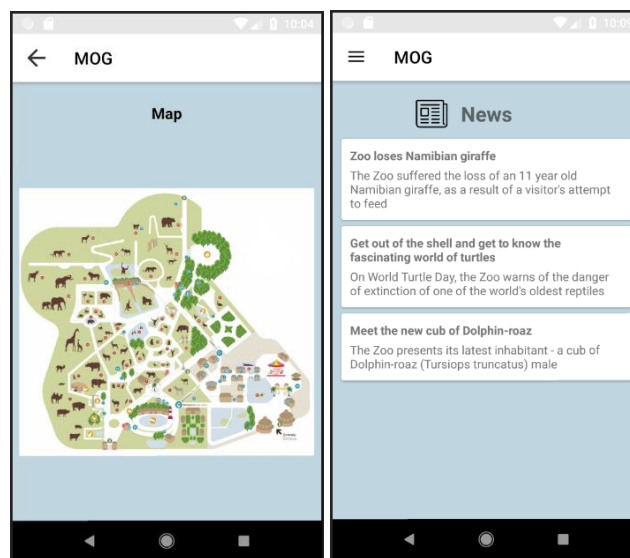 10:04
MOG
Map
10:09
MOG
News
Zoo loses Namibian giraffe
The Zoo suffered the loss of an 11 year old
Namibian giraffe, as a result of a visitor's attempt
to feed
Get out of the shell and get to know the
fascinating world of turtles
On World Turtle Day, the Zoo warns of the danger
of extinction of one of the world's oldest reptiles
Meet the new cub of Dolphin-roaz
The Zoo presents its latest inhabitant - a cub of
Dolphin-roaz (Tursiops truncatus) male